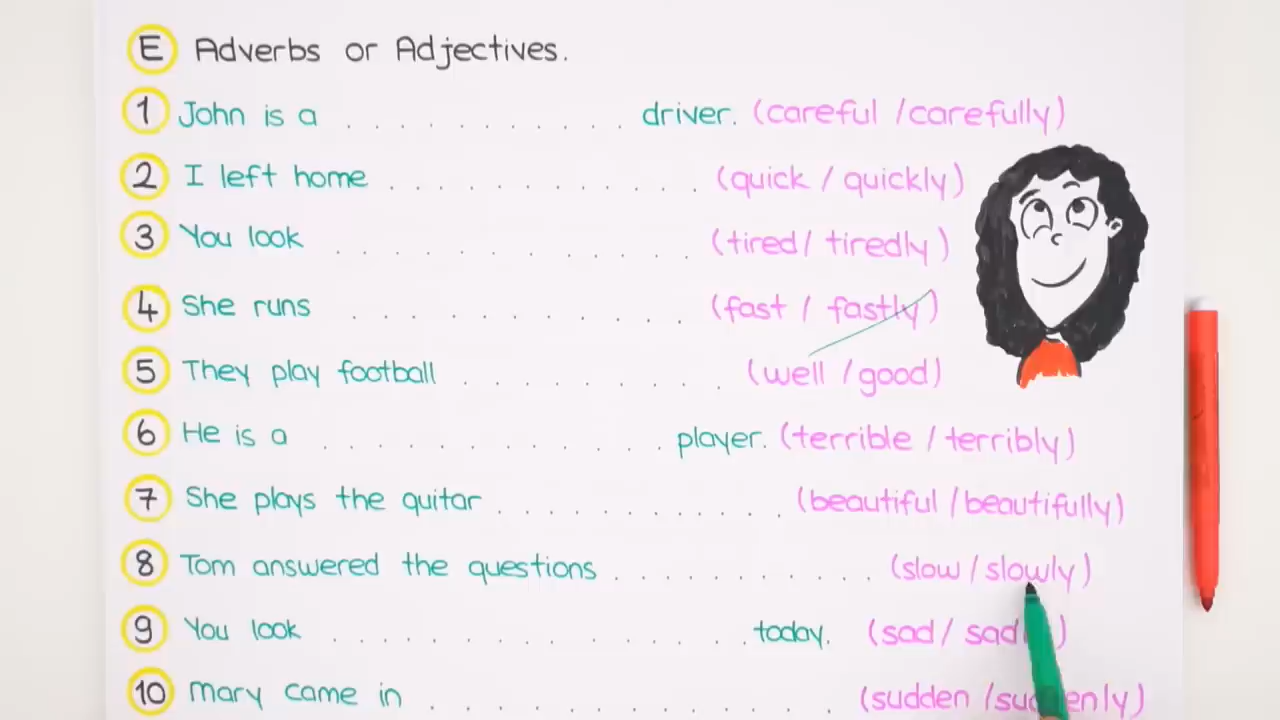 E Adverbs or Adjectives.
1 John is a ............ driver. (careful /carefully)
2 I left home ............ (quick / quickly)
3 You look ............ (tired/ tiredly)
4 She runs ............ (fast / fastly)
5 They play football .......... (well /good)
6 He is a ............ player. (terrible / terribly)
7 She plays the quitar ........... (beautiful /beautifully)
8 Tom answered the questions .......... (slow / slowly)
9 You look ................ today. (sad/
10 Mary came in ............... (sudden /suddenly)